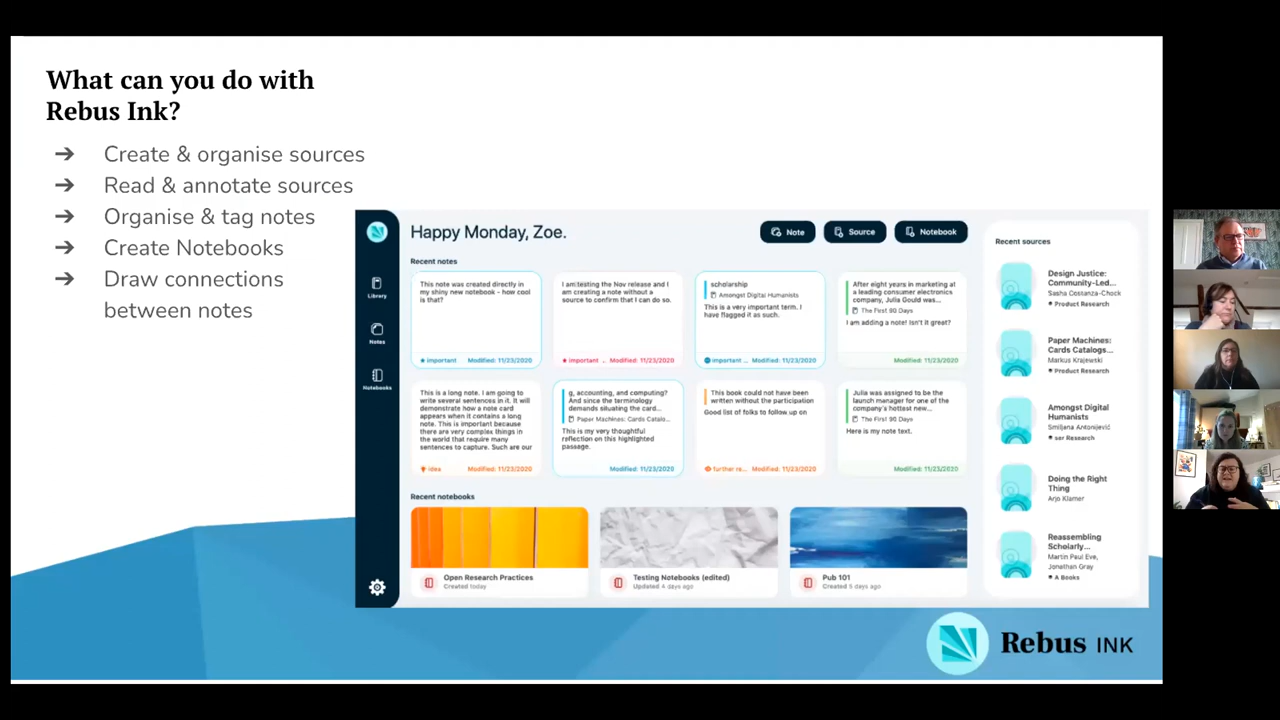 What can you do with
Rebus Ink?
➔ Create & organise sources
➔ Read & annotate sources
➔ Organise & tag notes
➔ Create Notebooks
➔ Draw connections
between notes
Library
Notes
Notebooks
Happy Monday, Zoe.
Note
Source
Notebook
Recent notes
This note was created directly in
my shiny new notebook - how cool
is that?
important
Modified: 11/23/2020
I am testing the Nov release and I
am creating a note without a
source to confirm that I can do so.
important ...
Modified: 11/23/2020
scholarship
Amongst Digital Humanists
This is a very important term. I
have flagged it as such.
important ...
Modified: 11/23/2020
After eight years in marketing at
a leading consumer electronics
company, Julia Gould was...
The First 90 Days
I am adding a note! Isn't it great?
Modified: 11/23/2020
This is a long note. I am going to
write several sentences in it. It will
demonstrate how a note card
appears when it contains a long
note. This is important because
there are very complex things in
the world that require many
sentences to capture. Such are our
idea
Modified: 11/23/2020
g, accounting, and computing?
And since the terminology
demands situating the card...
Paper Machines: Cards Catalo...
This is my very thoughtful
reflection on this highlighted
passage.
Modified: 11/23/2020
This book could not have been
written without the participation
Good list of folks to follow up on
further re...
Modified: 11/23/2020
Julia was assigned to be the
launch manager for one of the
company's hottest new...
The First 90 Days
Here is my note text.
Modified: 11/23/2020
Recent notebooks
Open Research Practices
Created today
Testing Notebooks (edited)
Updated 4 days ago
Pub 101
Created 5 days ago
Recent sources
Design Justice:
Community-Led...
Sasha Costanza-Chock
Product Research
Paper Machines:
Cards Catalogs...
Markus Krajewski
Product Research
Amongst Digital
Humanists
Smiljana Antonijević
ser Research
Doing the Right
Thing
Arjo Klamer
Reassembling
Scholarly...
Martin Paul Eve,
Jonathan Gray
A Books
Rebus INK